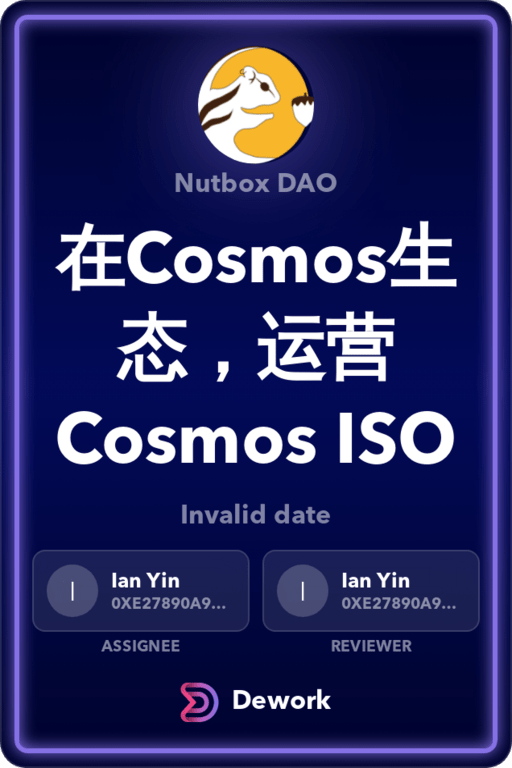 Nutbox DAO
在Cosmos生
态，运营
Cosmos ISO
Invalid date
I Ian Yin I Ian Yin
0XE27890A9... 0XE27890A9...
ASSIGNEE REVIEWER
Dework